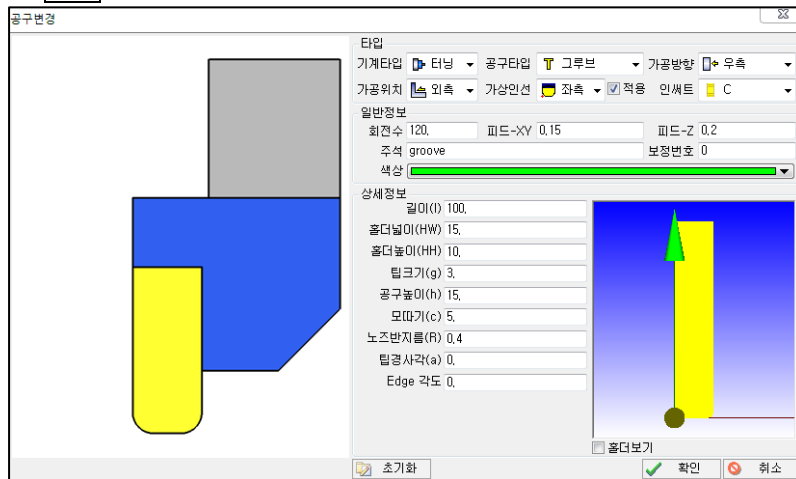 공구변경
타입
기계타입 터닝 공구타입 그루브 가공방향 우측
가공위치 외측 가상인선 좌측 적용 인써트 C
일반정보
회전수 120, 피드-XY 0,15 피드-Z 0,2
주석 groove 보정번호 0
색상
상세정보
길이(l) 100,
홀더넓이(HW) 15,
홀더높이(HH) 10,
팁크기(g) 3,
공구높이(h) 15,
모따기(c) 5,
노즈반지름(R) 0,4
팁경사각(a) 0,
Edge 각도 0,
홀더보기
초기화 확인 취소